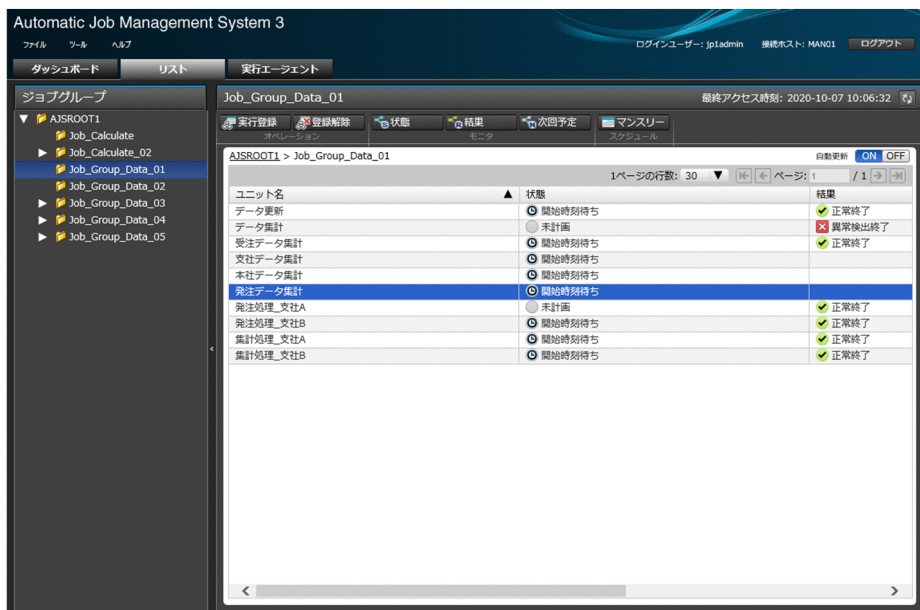 Automatic Job Management System 3
ファイル ツール ヘルプ ログインユーザー: jp1admin 接続ホスト: MAN01 ログアウト
ダッシュボード リスト 実行エージェント
ジョブグループ Job_Group_Data_01 最終アクセス時刻: 2020-10-07 10:06:32
AJSROOT1
Job_Calculate
Job_Calculate_02
Job_Group_Data_01
Job_Group_Data_02
Job_Group_Data_03
Job_Group_Data_04
Job_Group_Data_05
実行登録 登録解除 状態 結果 次回予定 マンスリー
オペレーション モニタ スケジュール
AJSROOT1 > Job_Group_Data_01 自動更新 ON OFF
1ページの行数: 30 ▼ ページ: 1 / 1
ユニット名 ▲ 状態 結果
データ更新 開始時刻待ち 正常終了
データ集計 未計画 異常検出終了
受注データ集計 開始時刻待ち 正常終了
支社データ集計 開始時刻待ち
本社データ集計 開始時刻待ち
発注データ集計 開始時刻待ち
発注処理_支社A 未計画 正常終了
発注処理_支社B 開始時刻待ち 正常終了
集計処理_支社A 開始時刻待ち 正常終了
集計処理_支社B 開始時刻待ち 正常終了